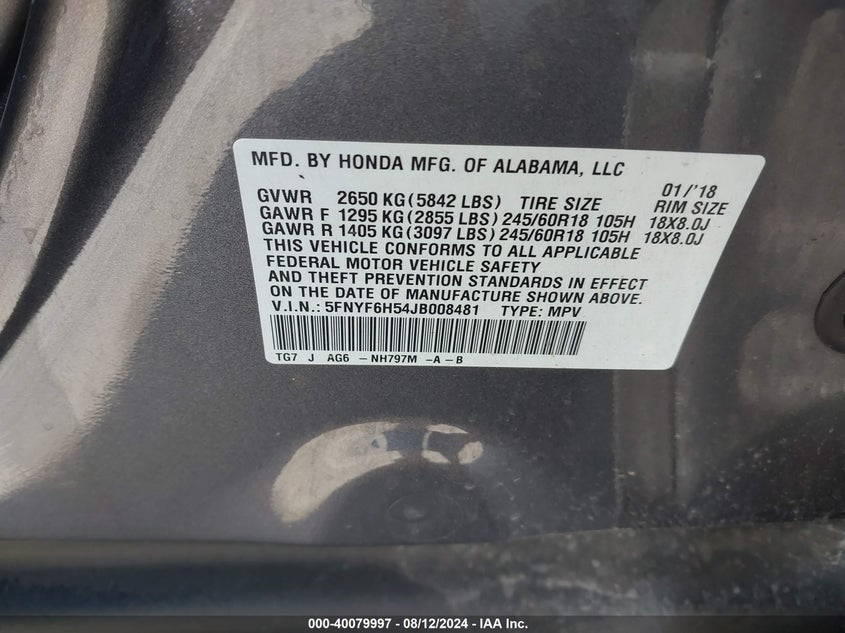 MFD. BY HONDA MFG. OF ALABAMA, LLC
01/'18
GVWR 2650 KG(5842 LBS) TIRE SIZE RIM SIZE
GAWR F 1295 KG(2855 LBS) 245/60R18 105H 18X8.0J
GAWR R 1405 KG(3097 LBS) 245/60R18 105H 18X8.0J
THIS VEHICLE CONFORMS TO ALL APPLICABLE
FEDERAL MOTOR VEHICLE SAFETY
AND THEFT PREVENTION STANDARDS IN EFFECT
ON THE DATE OF MANUFACTURE SHOWN ABOVE.
V.I.N.: 5FNYF6H54JB008481 TYPE: MPV
TG7 J AG6 - NH797M -A - B
000-40079997 - 08/12/2024 - IAA Inc.